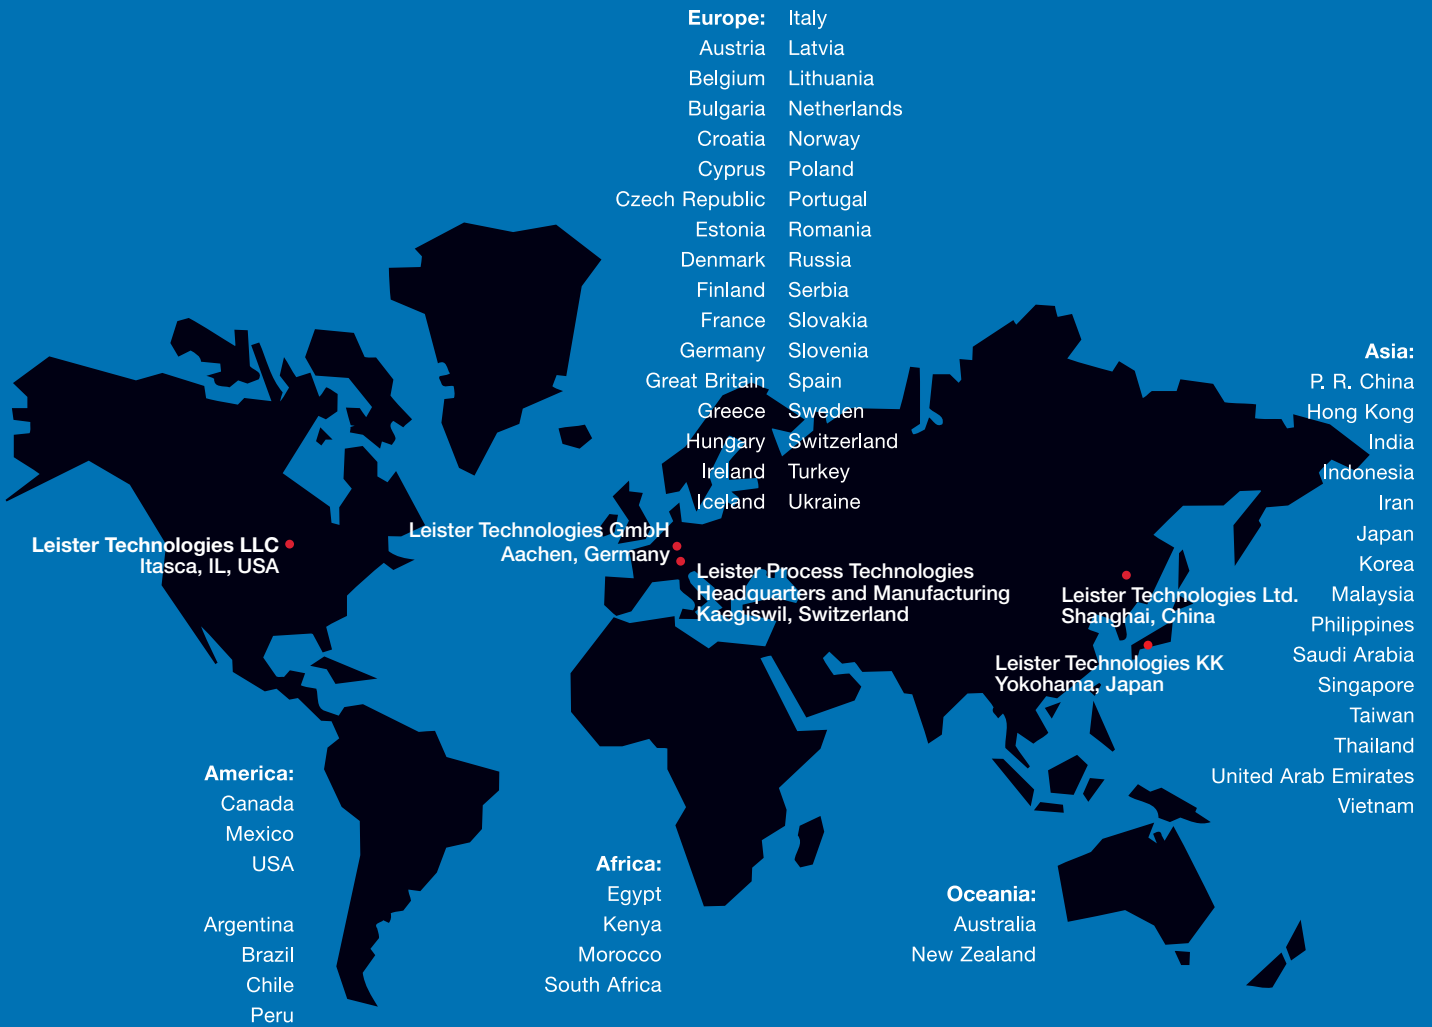 Europe:
Austria
Belgium
Bulgaria
Croatia
Cyprus
Czech Republic
Estonia
Denmark
Finland
France
Germany
Great Britain
Greece
Hungary
Ireland
Iceland
Italy
Latvia
Lithuania
Netherlands
Norway
Poland
Portugal
Romania
Russia
Serbia
Slovakia
Slovenia
Spain
Sweden
Switzerland
Turkey
Ukraine
Asia:
P. R. China
Hong Kong
India
Indonesia
Iran
Japan
Korea
Malaysia
Philippines
Saudi Arabia
Singapore
Taiwan
Thailand
United Arab Emirates
Vietnam
Leister Technologies LLC
Itasca, IL, USA
Leister Technologies GmbH
Aachen, Germany
Leister Process Technologies
Headquarters and Manufacturing
Kaegiswil, Switzerland
Leister Technologies Ltd.
Shanghai, China
Leister Technologies KK
Yokohama, Japan
America:
Canada
Mexico
USA
Argentina
Brazil
Chile
Peru
Africa:
Egypt
Kenya
Morocco
South Africa
Oceania:
Australia
New Zealand